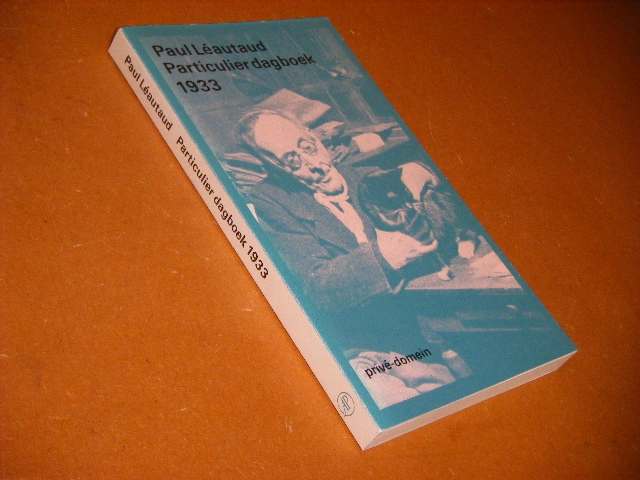 Paul Léautaud
Particulier dagboek
1933
privé-domein
Paul Léautaud Particulier dagboek 1933